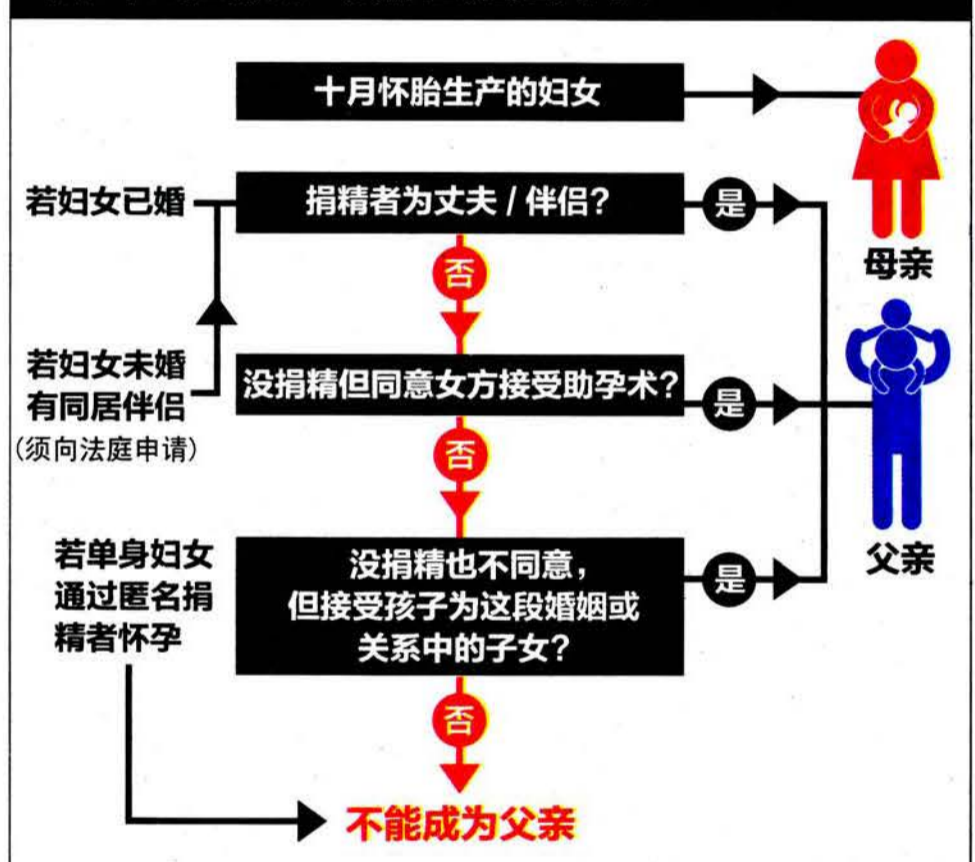 十月怀胎生产的妇女
若妇女已婚
捐精者为丈夫 / 伴侣？
是
母亲
否
若妇女未婚
有同居伴侣
(须向法庭申请)
没捐精但同意女方接受助孕术？
是
父亲
否
若单身妇女
通过匿名捐
精者怀孕
没捐精也不同意，
但接受孩子为这段婚姻或
关系中的子女？
是
否
不能成为父亲